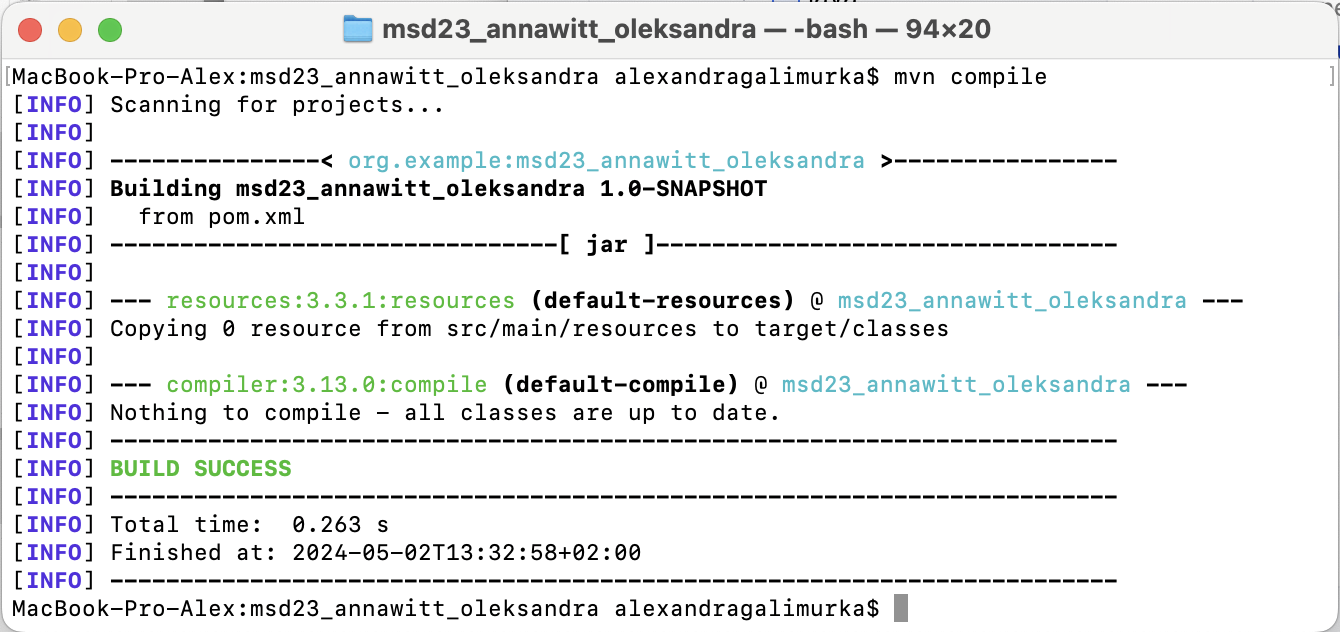 msd23_annawitt_oleksandra — -bash — 94×20
[MacBook-Pro-Alex:msd23_annawitt_oleksandra alexandragalimurka$ mvn compile ]
[INFO] Scanning for projects...
[INFO]
[INFO] ----------------< org.example:msd23_annawitt_oleksandra >----------------
[INFO] Building msd23_annawitt_oleksandra 1.0-SNAPSHOT
[INFO]   from pom.xml
[INFO] --------------------------------[ jar ]---------------------------------
[INFO]
[INFO] --- resources:3.3.1:resources (default-resources) @ msd23_annawitt_oleksandra ---
[INFO] Copying 0 resource from src/main/resources to target/classes
[INFO]
[INFO] --- compiler:3.13.0:compile (default-compile) @ msd23_annawitt_oleksandra ---
[INFO] Nothing to compile - all classes are up to date.
[INFO] ------------------------------------------------------------------------
[INFO] BUILD SUCCESS
[INFO] ------------------------------------------------------------------------
[INFO] Total time:  0.263 s
[INFO] Finished at: 2024-05-02T13:32:58+02:00
[INFO] ------------------------------------------------------------------------
MacBook-Pro-Alex:msd23_annawitt_oleksandra alexandragalimurka$